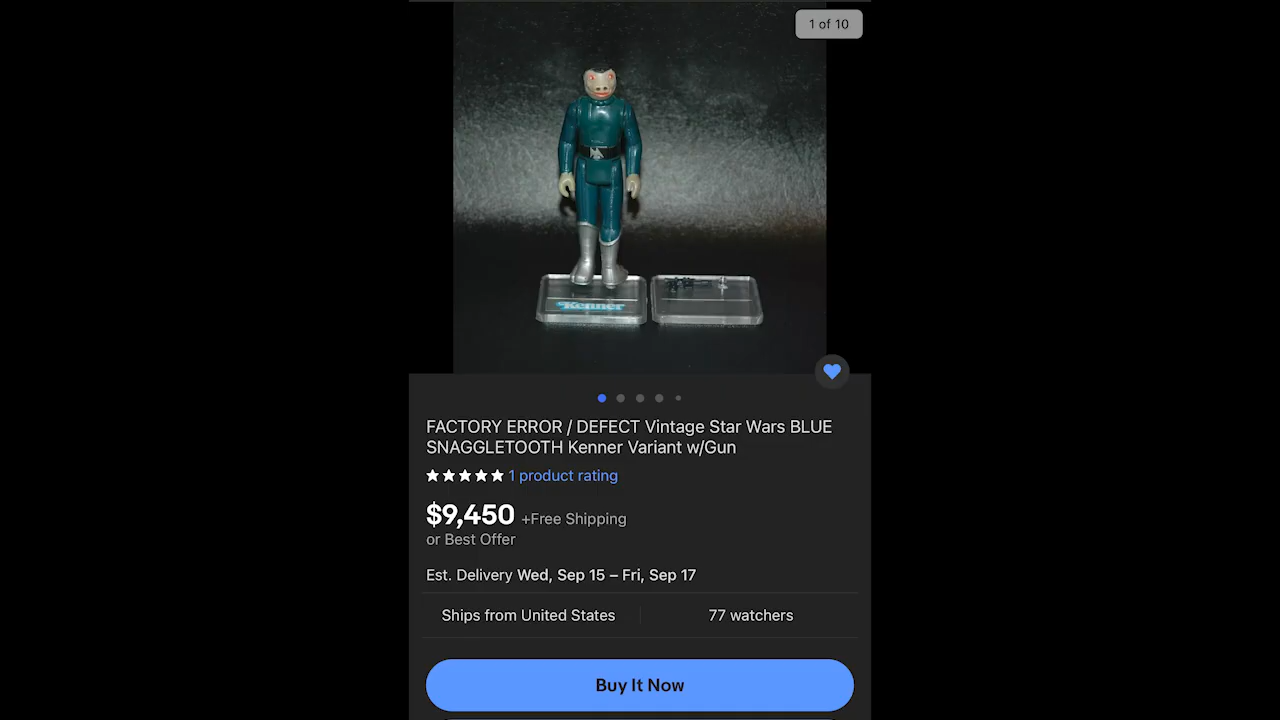 1 of 10
Kenner
FACTORY ERROR / DEFECT Vintage Star Wars BLUE
SNAGGLETOOTH Kenner Variant w/Gun
1 product rating
$9,450 +Free Shipping
or Best Offer
Est. Delivery Wed, Sep 15 – Fri, Sep 17
Ships from United States
77 watchers
Buy It Now